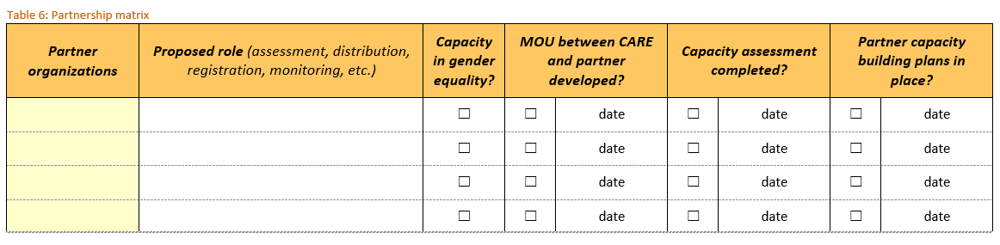 Table 6: Partnership matrix
Partner organizations
Proposed role (assessment, distribution, registration, monitoring, etc.)
Capacity in gender equality?
MOU between CARE and partner developed?
Capacity assessment completed?
Partner capacity building plans in place?
☐ ☐ date ☐ date ☐ date
☐ ☐ date ☐ date ☐ date
☐ ☐ date ☐ date ☐ date
☐ ☐ date ☐ date ☐ date